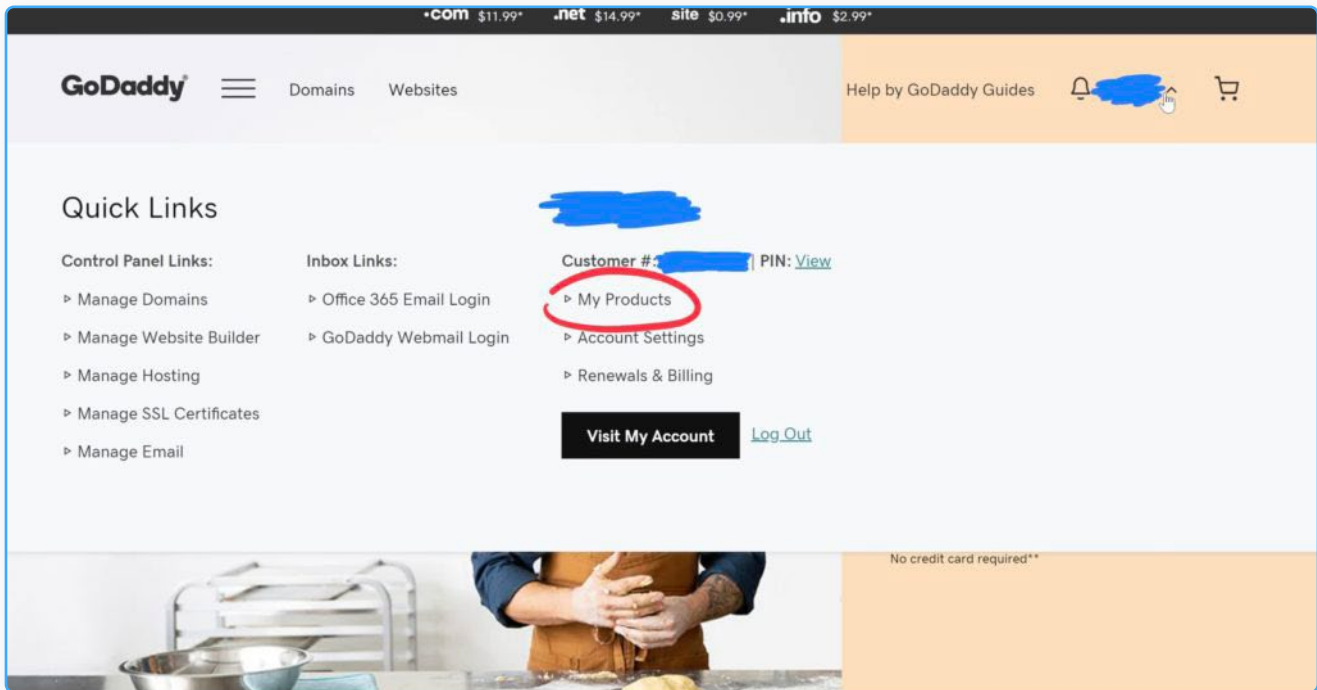 .com $11.99* .net $14.99* site $0.99* .info $2.99*
GoDaddy Domains Websites Help by GoDaddy Guides
Quick Links
Control Panel Links:
Manage Domains
Manage Website Builder
Manage Hosting
Manage SSL Certificates
Manage Email
Inbox Links:
Office 365 Email Login
GoDaddy Webmail Login
Customer #: | PIN: View
My Products
Account Settings
Renewals & Billing
Visit My Account Log Out
No credit card required**